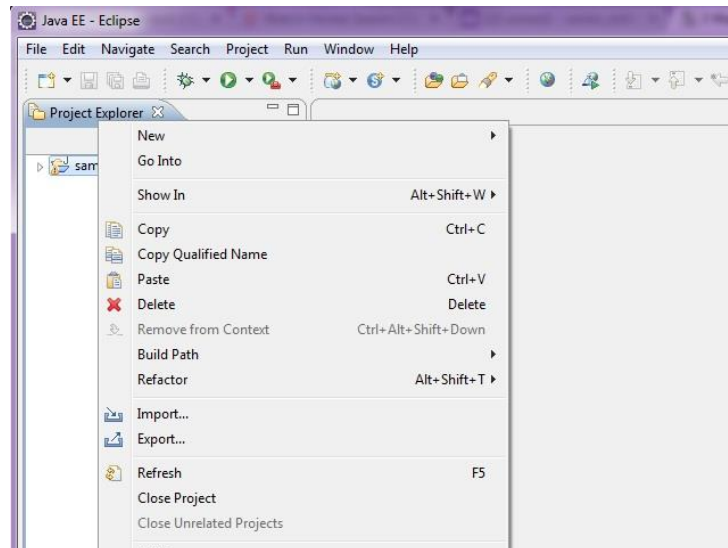 Java EE - Eclipse
File Edit Navigate Search Project Run Window Help
Project Explorer
sam
New
Go Into
Show In Alt+Shift+W
Copy Ctrl+C
Copy Qualified Name
Paste Ctrl+V
Delete Delete
Remove from Context Ctrl+Alt+Shift+Down
Build Path
Refactor Alt+Shift+T
Import...
Export...
Refresh F5
Close Project
Close Unrelated Projects